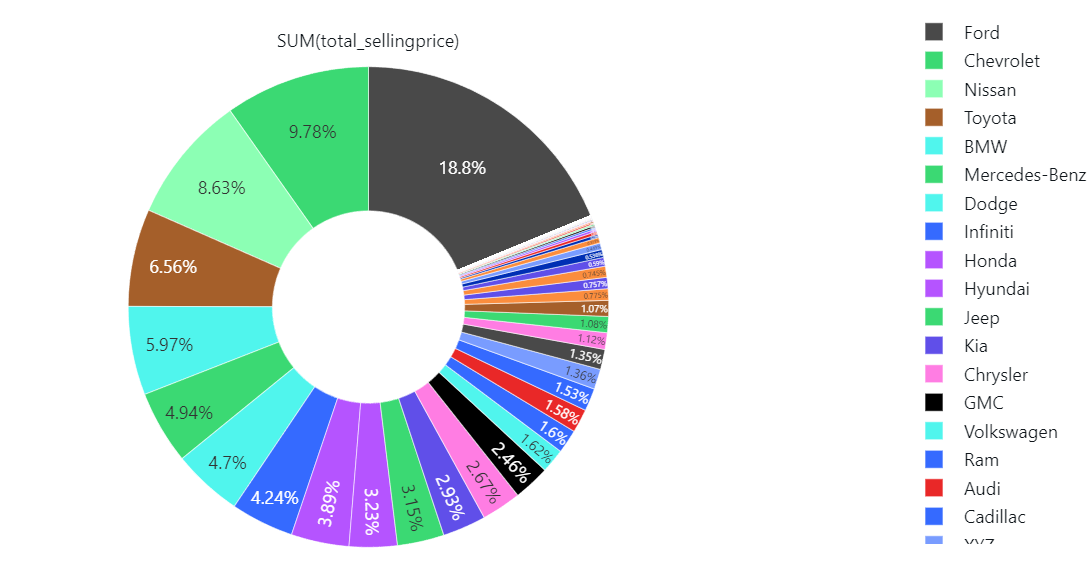 SUM(total_sellingprice)
18.8%
9.78%
8.63%
6.56%
5.97%
4.94%
4.7%
4.24%
3.89%
3.23%
3.15%
2.93%
2.67%
2.46%
1.62%
1.6%
1.58%
1.53%
1.36%
1.35%
1.12%
1.08%
1.07%
0.775%
0.757%
0.745%
0.59%
Ford
Chevrolet
Nissan
Toyota
BMW
Mercedes-Benz
Dodge
Infiniti
Honda
Hyundai
Jeep
Kia
Chrysler
GMC
Volkswagen
Ram
Audi
Cadillac